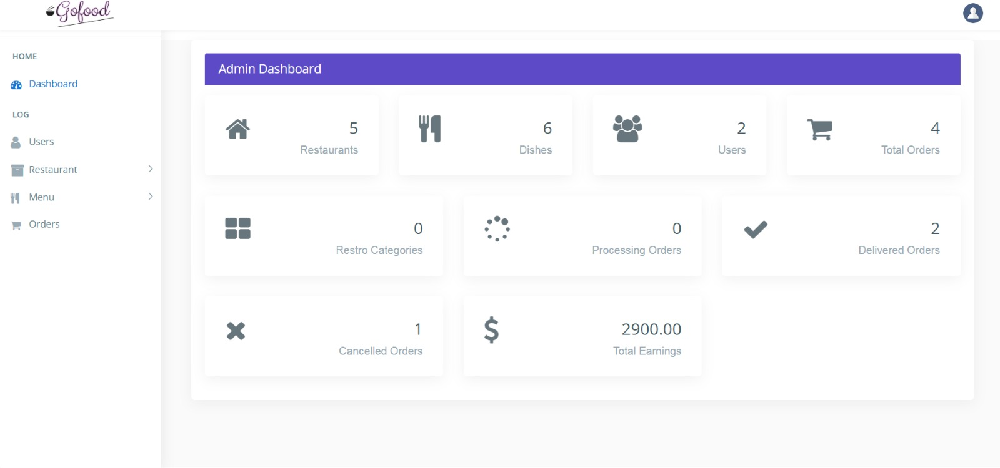 Gofood
HOME
Dashboard
LOG
Users
Restaurant
Menu
Orders
Admin Dashboard
5
Restaurants
6
Dishes
2
Users
4
Total Orders
0
Restro Categories
0
Processing Orders
2
Delivered Orders
1
Cancelled Orders
2900.00
Total Earnings